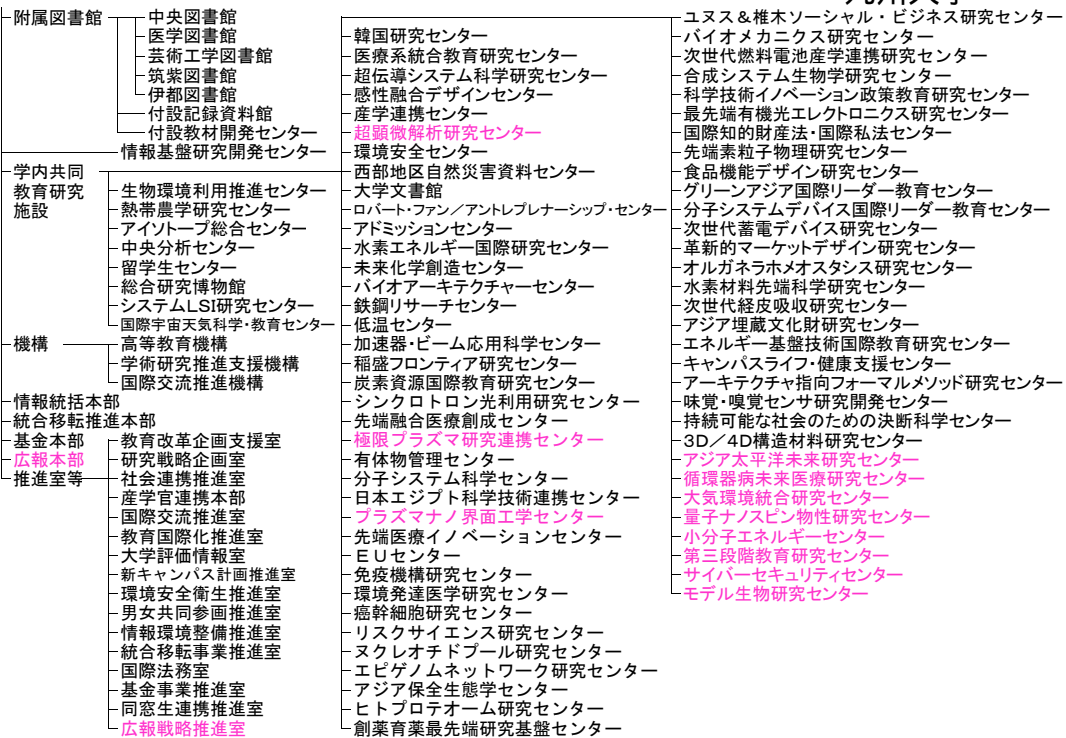 附属図書館
中央図書館
医学図書館
芸術工学図書館
筑紫図書館
伊都図書館
付設記録資料館
付設教材開発センター
情報基盤研究開発センター
学内共同
教育研究
施設
生物環境利用推進センター
熱帯農学研究センター
アイソトープ総合センター
中央分析センター
留学生センター
総合研究博物館
システムLSI研究センター
国際宇宙天気科学・教育センター
機構
高等教育機構
学術研究推進支援機構
国際交流推進機構
情報統括本部
統合移転推進本部
基金本部
広報本部
推進室等
教育改革企画支援室
研究戦略企画室
社会連携推進室
産学官連携本部
国際交流推進室
教育国際化推進室
大学評価情報室
新キャンパス計画推進室
環境安全衛生推進室
男女共同参画推進室
情報環境整備推進室
統合移転事業推進室
国際法務室
基金事業推進室
同窓生連携推進室
広報戦略推進室
韓国研究センター
医療系統合教育研究センター
超伝導システム科学研究センター
感性融合デザインセンター
産学連携センター
超顕微解析研究センター
環境安全センター
西部地区自然災害資料センター
大学文書館
ロバート・ファン／アントレプレナーシップ・センター
アドミッションセンター
水素エネルギー国際研究センター
未来化学創造センター
バイオアーキテクチャーセンター
鉄鋼リサーチセンター
低温センター
加速器・ビーム応用科学センター
稲盛フロンティア研究センター
炭素資源国際教育研究センター
シンクロトロン光利用研究センター
先端融合医療創成センター
極限プラズマ研究連携センター
有体物管理センター
分子システム科学センター
日本エジプト科学技術連携センター
プラズマナノ界面工学センター
先端医療イノベーションセンター
ＥＵセンター
免疫機構研究センター
環境発達医学研究センター
癌幹細胞研究センター
リスクサイエンス研究センター
ヌクレオチドプール研究センター
エピゲノムネットワーク研究センター
アジア保全生態学センター
ヒトプロテオーム研究センター
創薬育薬最先端研究基盤センター
ユヌス＆椎木ソーシャル・ビジネス研究センター
バイオメカニクス研究センター
次世代燃料電池産学連携研究センター
合成システム生物学研究センター
科学技術イノベーション政策教育研究センター
最先端有機光エレクトロニクス研究センター
国際知的財産法・国際私法センター
先端素粒子物理研究センター
食品機能デザイン研究センター
グリーンアジア国際リーダー教育センター
分子システムデバイス国際リーダー教育センター
次世代蓄電デバイス研究センター
革新的マーケットデザイン研究センター
オルガネラホメオスタシス研究センター
水素材料先端科学研究センター
次世代経皮吸収研究センター
アジア埋蔵文化財研究センター
エネルギー基盤技術国際教育研究センター
キャンパスライフ・健康支援センター
アーキテクチャ指向フォーマルメソッド研究センター
味覚・嗅覚センサ研究開発センター
持続可能な社会のための決断科学センター
３Ｄ／４Ｄ構造材料研究センター
アジア太平洋未来研究センター
循環器病未来医療研究センター
大気環境統合研究センター
量子ナノスピン物性研究センター
小分子エネルギーセンター
第三段階教育研究センター
サイバーセキュリティセンター
モデル生物研究センター